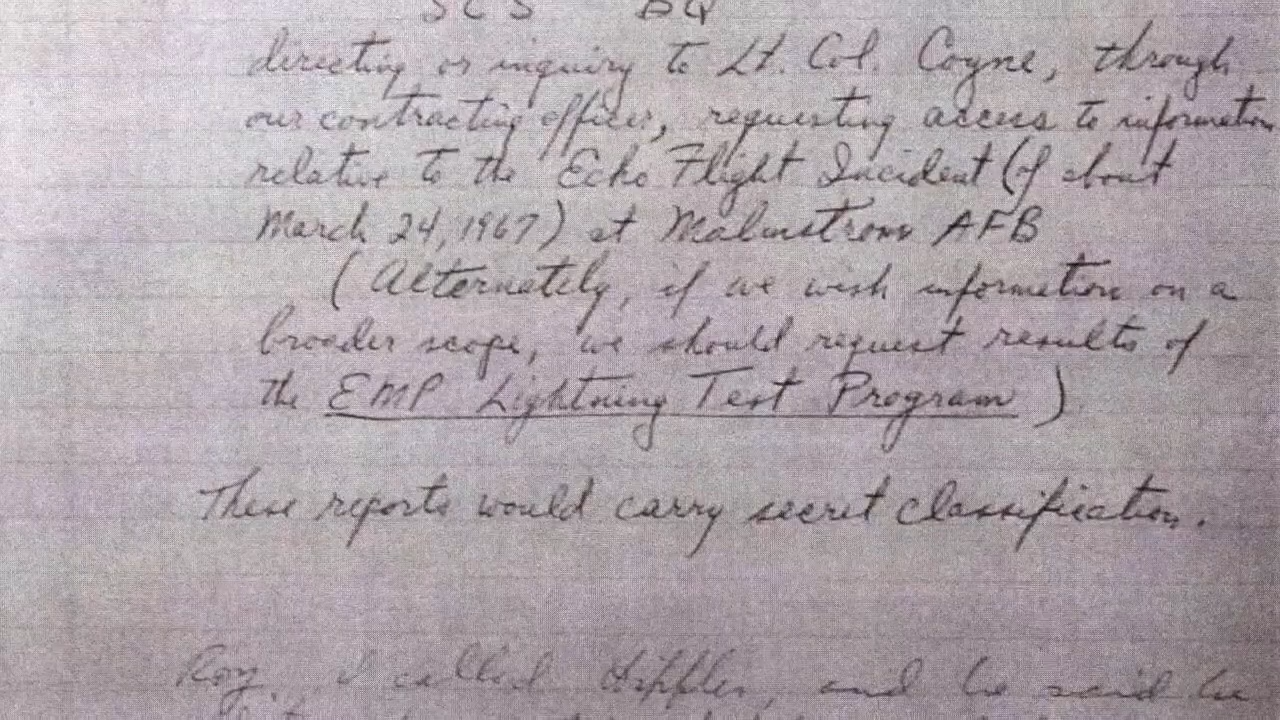 directing or inquiry to Lt. Col. Coyne, through
our contracting officer, requesting access to information
relative to the Echo Flight Incident (of about
March 24, 1967) at Malmstrom AFB
(Alternately, if we wish information on a
broader scope, we should request results of
the EMP Lightning Test Program)
These reports would carry secret classification.
Roy, I called and he said he